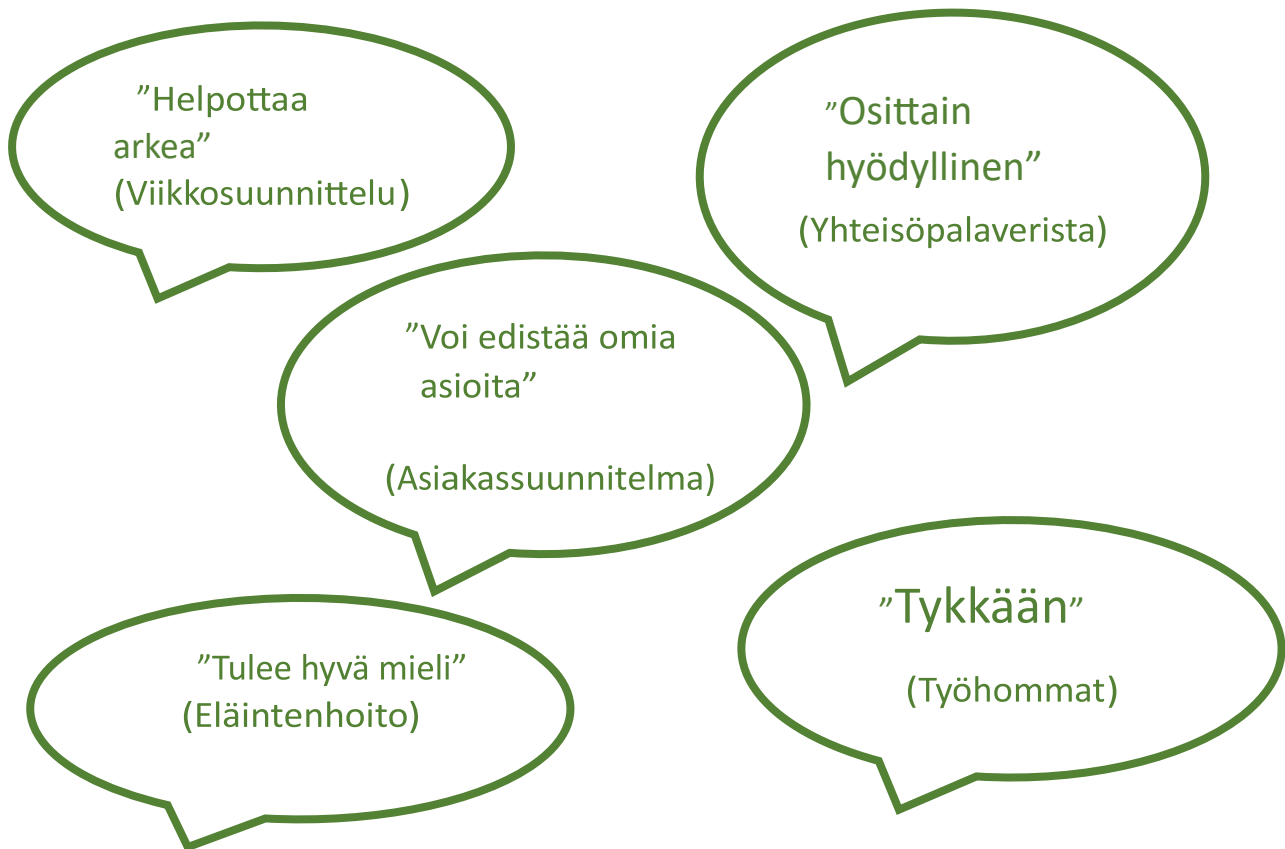 ”Helpottaa
arkea”
(Viikkosuunnittelu)
”Osittain
hyödyllinen”
(Yhteisöpalaverista)
”Voi edistää omia
asioita”
(Asiakassuunnitelma)
”Tulee hyvä mieli”
(Eläintenhoito)
”Tykkään”
(Työhommat)